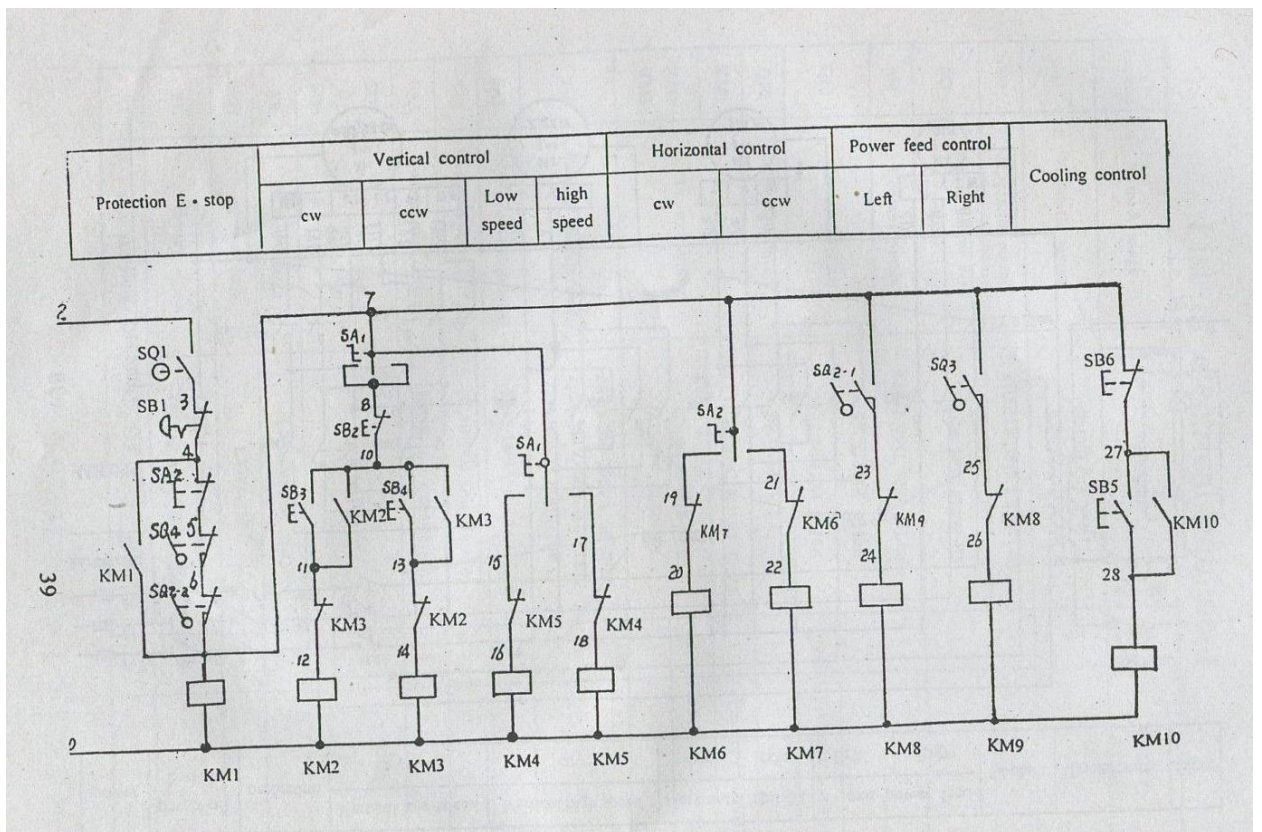 Protection E·stop
Vertical control
cw
ccw
Low speed
high speed
Horizontal control
cw
ccw
Power feed control
Left
Right
Cooling control
2
7
SQ1
3
SB1
4
SA2
5
SQ4
6
SQ2-2
KM1
39
SA1
8
SB2
10
SB3
KM2
SB4
KM3
11
13
KM3
KM2
12
14
SA1
15
17
KM5
KM4
16
18
SA2
19
21
KM7
KM6
20
22
SQ2-1
SQ3
23
25
KM9
KM8
24
26
SB6
27
SB5
KM10
28
0
KM1
KM2
KM3
KM4
KM5
KM6
KM7
KM8
KM9
KM10